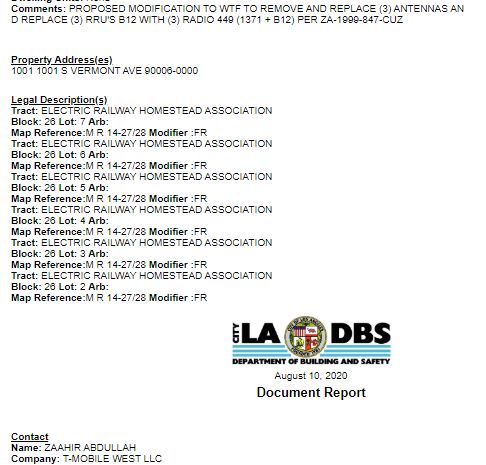 Comments: PROPOSED MODIFICATION TO WTF TO REMOVE AND REPLACE (3) ANTENNAS AN
D REPLACE (3) RRU'S B12 WITH (3) RADIO 449 (1371 + B12) PER ZA-1999-847-CUZ
Property Address(es)
1001 1001 S VERMONT AVE 90006-0000
Legal Description(s)
Tract: ELECTRIC RAILWAY HOMESTEAD ASSOCIATION
Block: 26 Lot: 7 Arb:
Map Reference:M R 14-27/28 Modifier :FR
Tract: ELECTRIC RAILWAY HOMESTEAD ASSOCIATION
Block: 26 Lot: 6 Arb:
Map Reference:M R 14-27/28 Modifier :FR
Tract: ELECTRIC RAILWAY HOMESTEAD ASSOCIATION
Block: 26 Lot: 5 Arb:
Map Reference:M R 14-27/28 Modifier :FR
Tract: ELECTRIC RAILWAY HOMESTEAD ASSOCIATION
Block: 26 Lot: 4 Arb:
Map Reference:M R 14-27/28 Modifier :FR
Tract: ELECTRIC RAILWAY HOMESTEAD ASSOCIATION
Block: 26 Lot: 3 Arb:
Map Reference:M R 14-27/28 Modifier :FR
Tract: ELECTRIC RAILWAY HOMESTEAD ASSOCIATION
Block: 26 Lot: 2 Arb:
Map Reference:M R 14-27/28 Modifier :FR
CITY LA DBS
DEPARTMENT OF BUILDING AND SAFETY
August 10, 2020
Document Report
Contact
Name: ZAAHIR ABDULLAH
Company: T-MOBILE WEST LLC